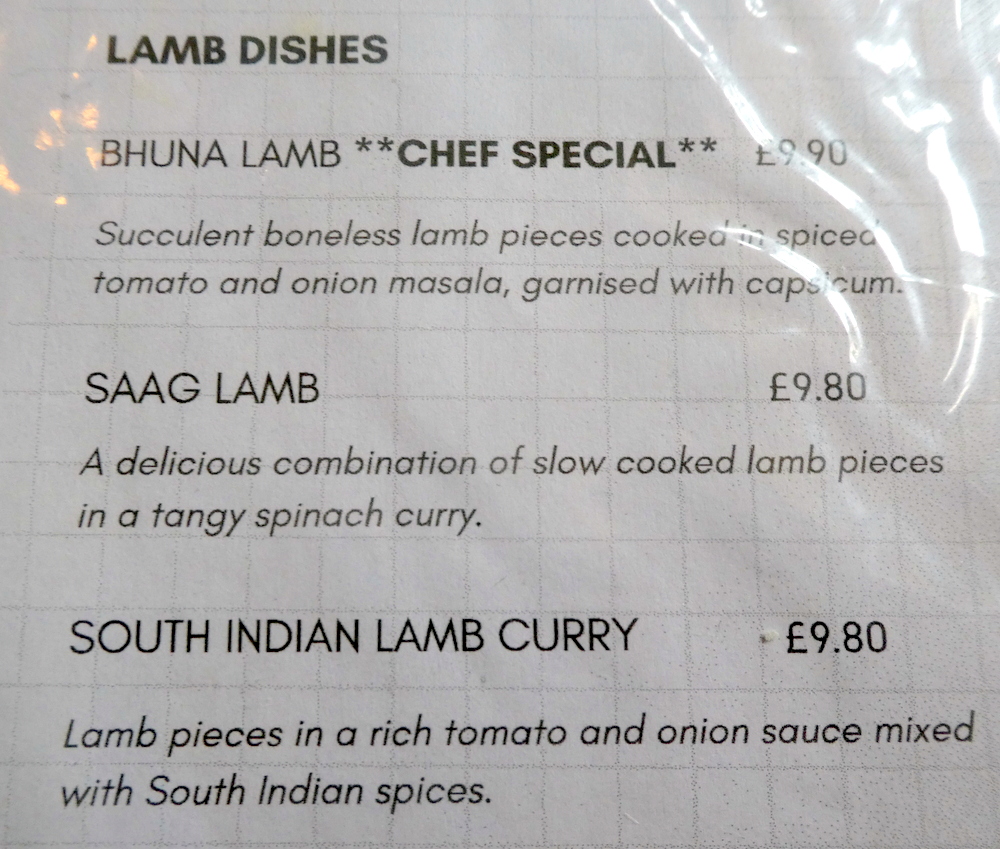 LAMB DISHES
BHUNA LAMB **CHEF SPECIAL** £9.90
Succulent boneless lamb pieces cooked in spiced
tomato and onion masala, garnised with capsicum.
SAAG LAMB £9.80
A delicious combination of slow cooked lamb pieces
in a tangy spinach curry.
SOUTH INDIAN LAMB CURRY £9.80
Lamb pieces in a rich tomato and onion sauce mixed
with South Indian spices.